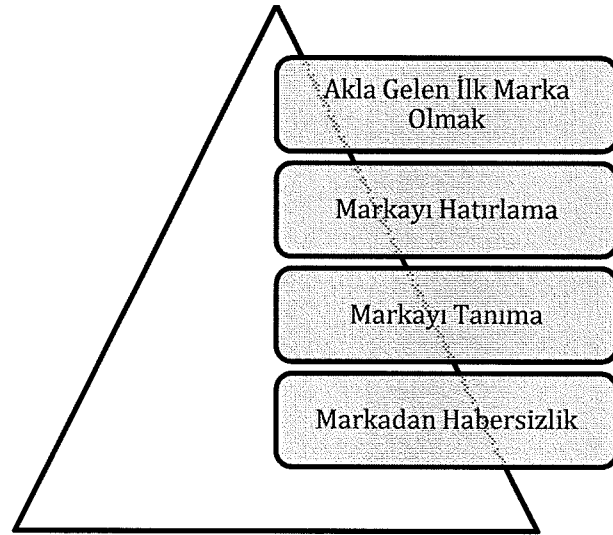 Akla Gelen İlk Marka
Olmak
Markayı Hatırlama
Markayı Tanıma
Markadan Habersizlik